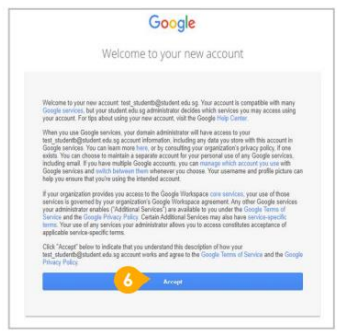 Google
Welcome to your new account
Welcome to your new account: test_studentb@student.edu.sg. Your account is compatible with many
Google services, but your student.edu.sg administrator decides which services you may access using
your account. For tips about using your new account, visit the Google Help Center.
When you use Google services, your domain administrator will have access to your
test_studentb@student.edu.sg account information, including any data you store with this account in
Google services. You can learn more here, or by consulting your organization's privacy policy, if one
exists. You can choose to maintain a separate account for your personal use of any Google services,
including email. If you have multiple Google accounts, you can manage which account you use with
Google services and switch between them whenever you choose. Your username and profile picture can
help you ensure that you're using the intended account.
If your organization provides you access to the Google Workspace core services, your use of those
services is governed by your organization's Google Workspace agreement. Any other Google services
your administrator enables ("Additional Services") are available to you under the Google Terms of
Service and the Google Privacy Policy. Certain Additional Services may also have service-specific
terms. Your use of any services your administrator allows you to access constitutes acceptance of
applicable service-specific terms.
Click "Accept" below to indicate that you understand this description of how your
test_studentb@student.edu.sg account works and agree to the Google Terms of Service and the Google
Privacy Policy.
6 Accept